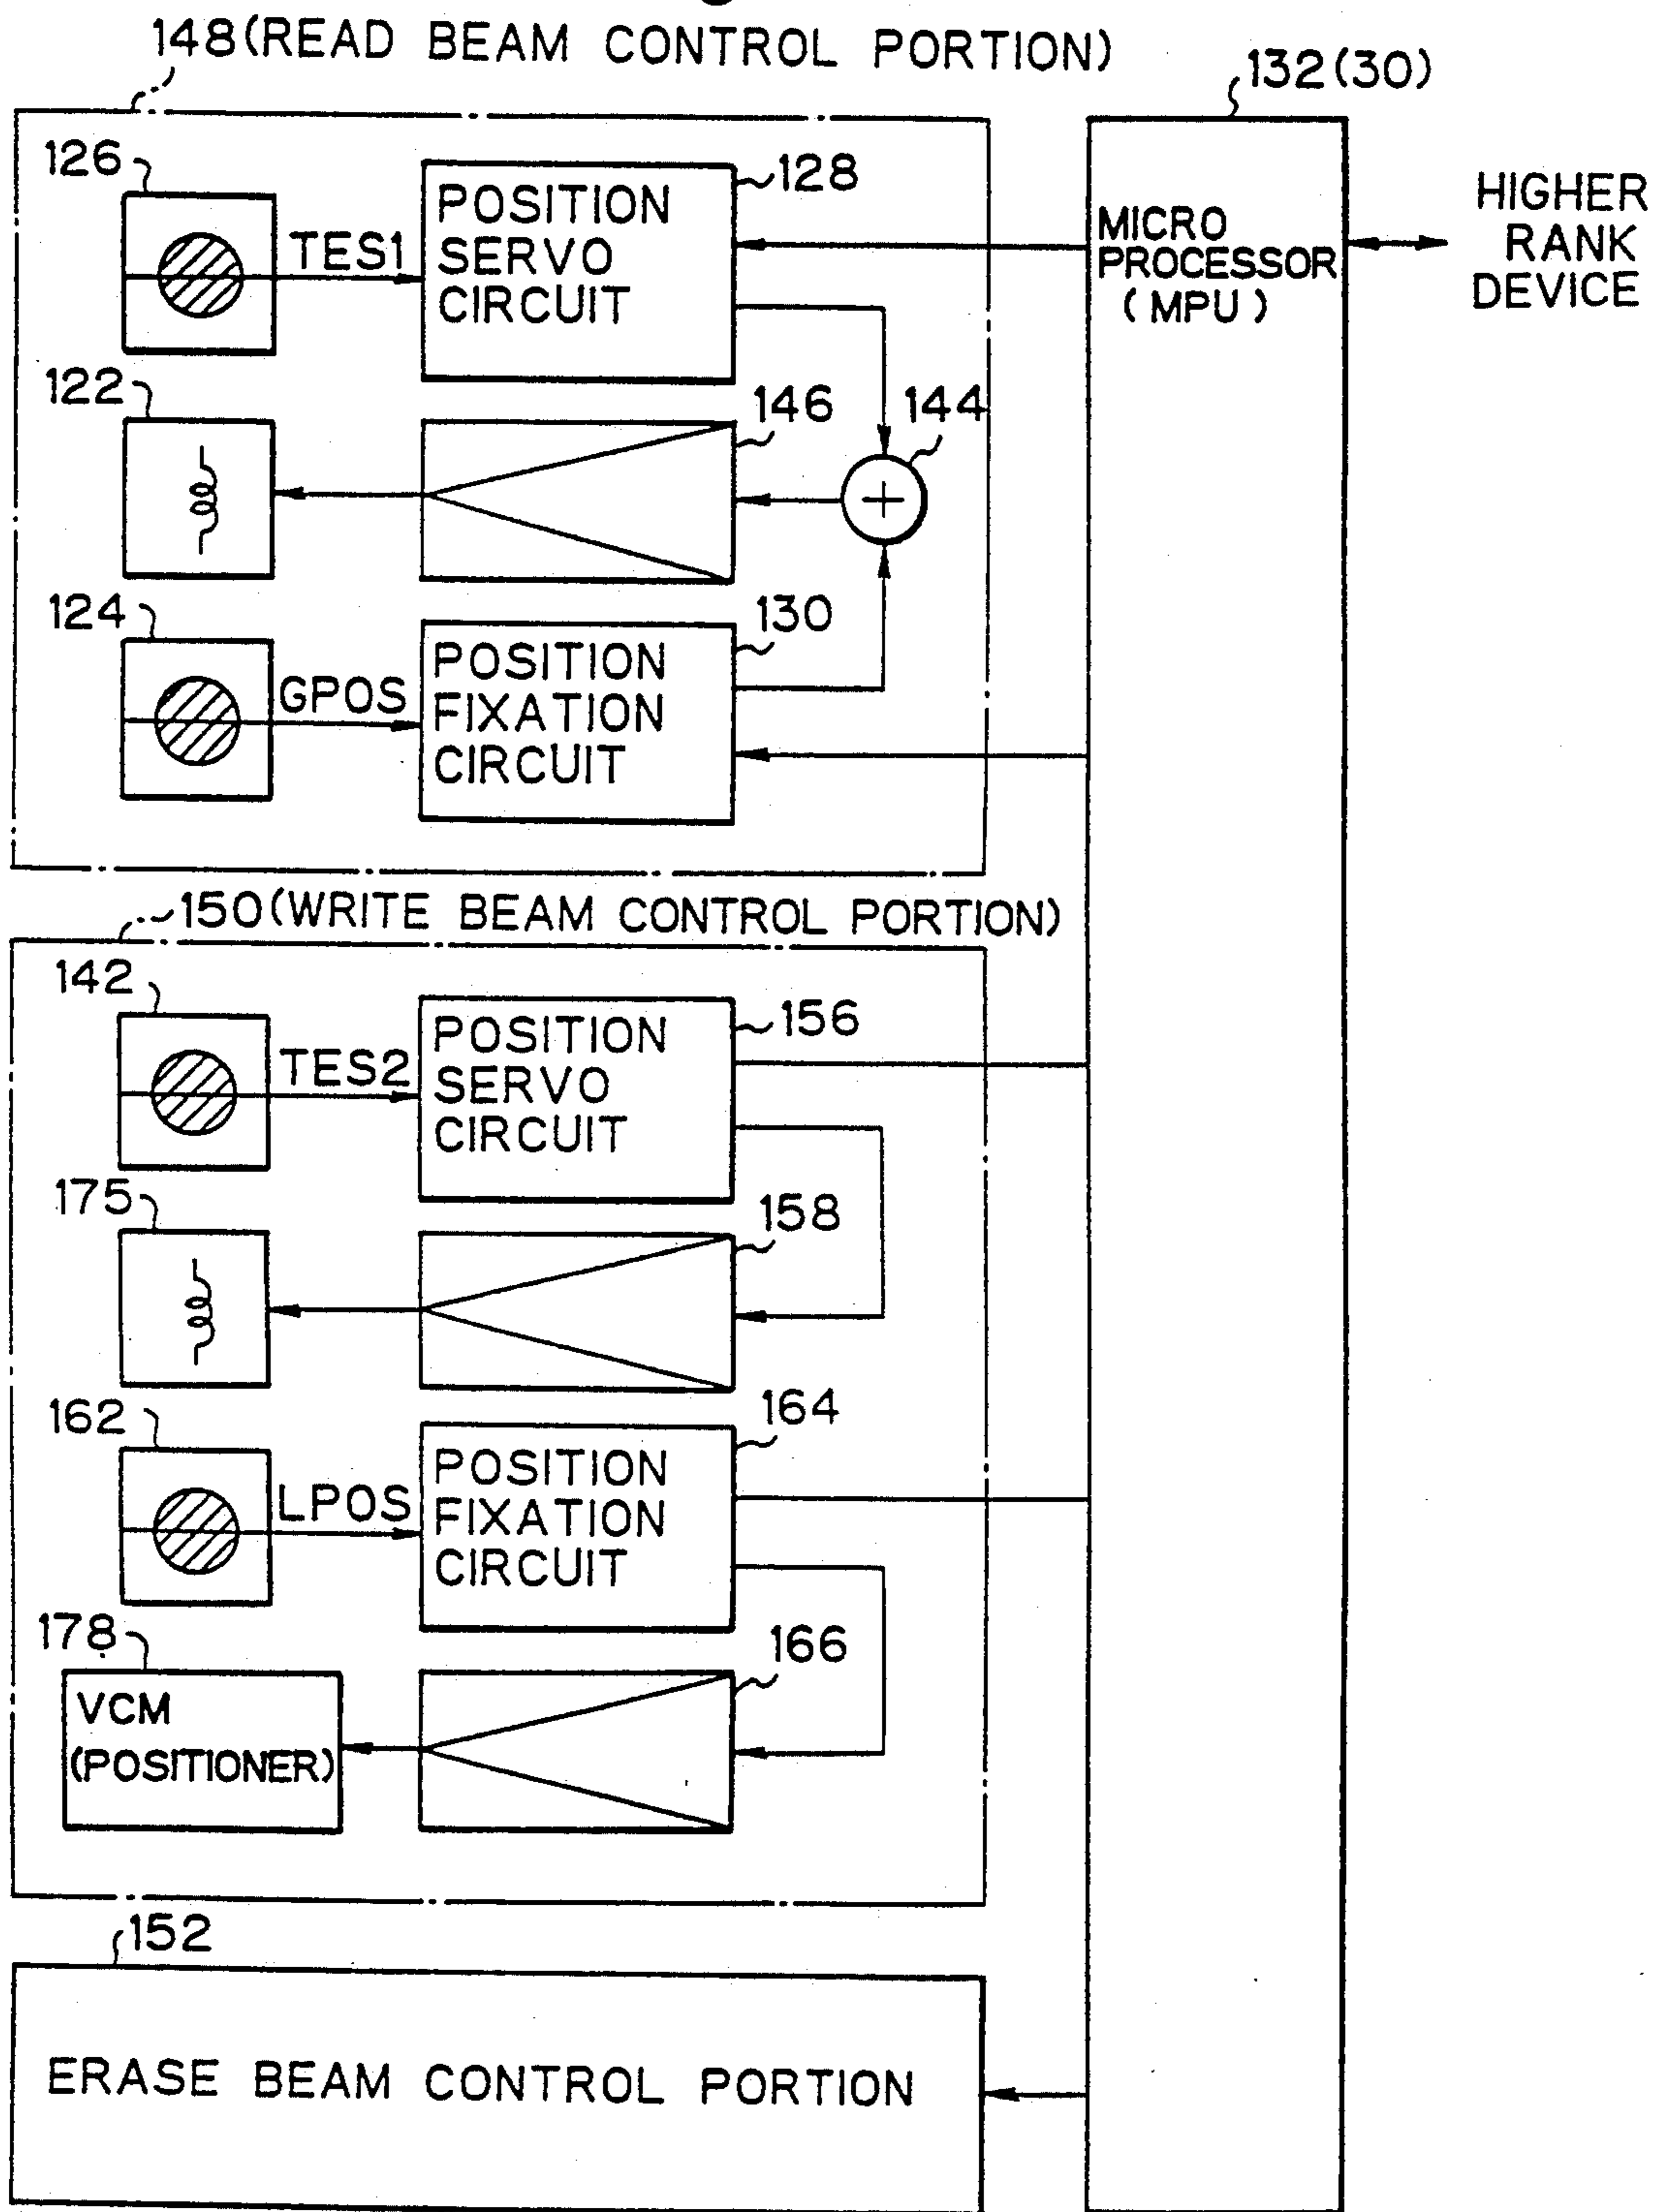 148(READ BEAM CONTROL PORTION)
132(30)
126
TES1
POSITION
SERVO
CIRCUIT
128
MICRO
PROCESSOR
(MPU)
HIGHER
RANK
DEVICE
122
146
144
+
124
GPOS
POSITION
FIXATION
CIRCUIT
130
150(WRITE BEAM CONTROL PORTION)
142
TES2
POSITION
SERVO
CIRCUIT
156
175
158
162
LPOS
POSITION
FIXATION
CIRCUIT
164
178
VCM
(POSITIONER)
166
152
ERASE BEAM CONTROL PORTION